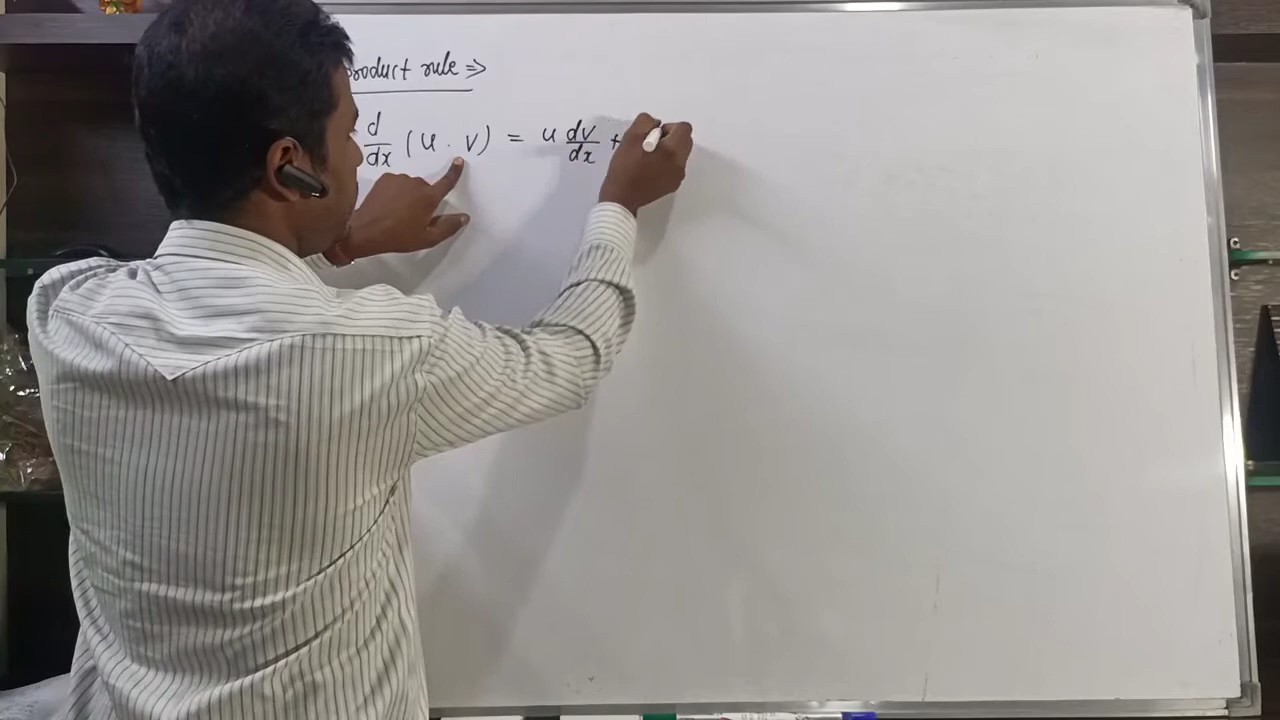 product rule ⇒
d/dx (u . v) = u dv/dx +